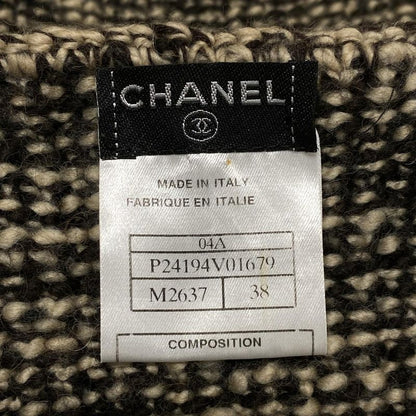 CHANEL
MADE IN ITALY
FABRIQUE EN ITALIE
04A
P24194V01679
M2637 38
COMPOSITION